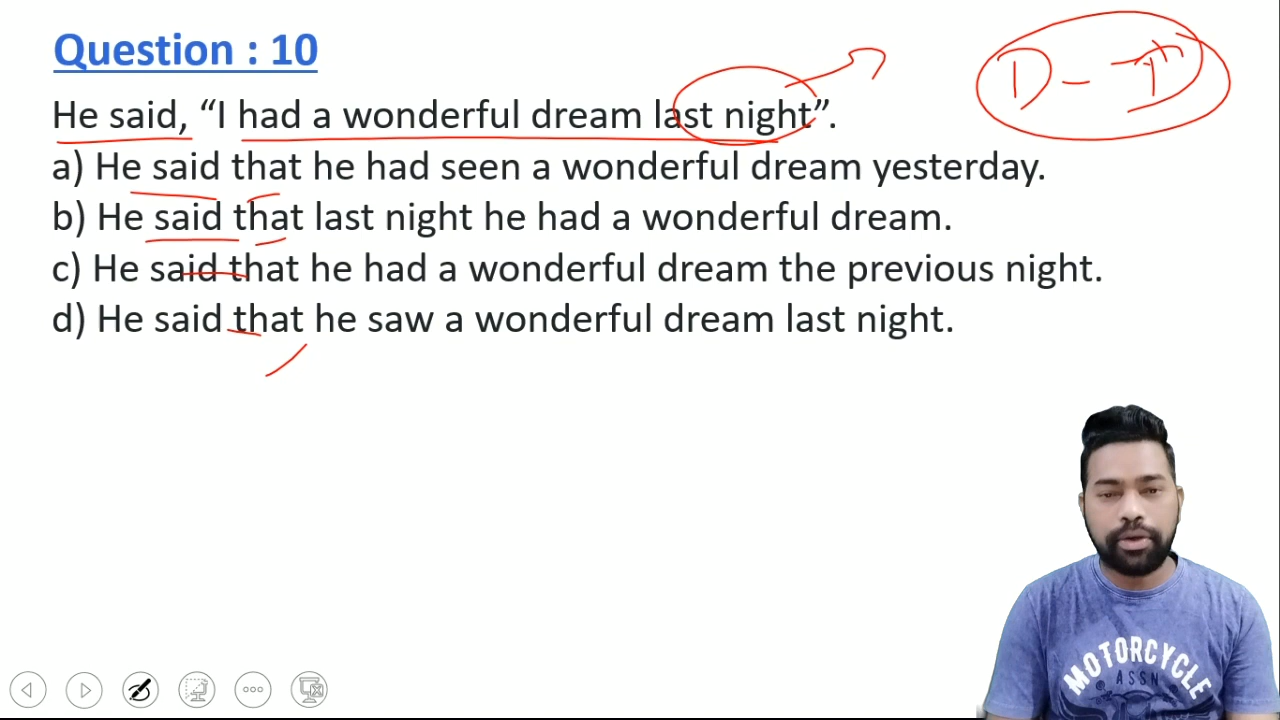 Question : 10
D - In
He said, “I had a wonderful dream last night”.
a) He said that he had seen a wonderful dream yesterday.
b) He said that last night he had a wonderful dream.
c) He said that he had a wonderful dream the previous night.
d) He said that he saw a wonderful dream last night.
MOTORCYCLE
ASSN